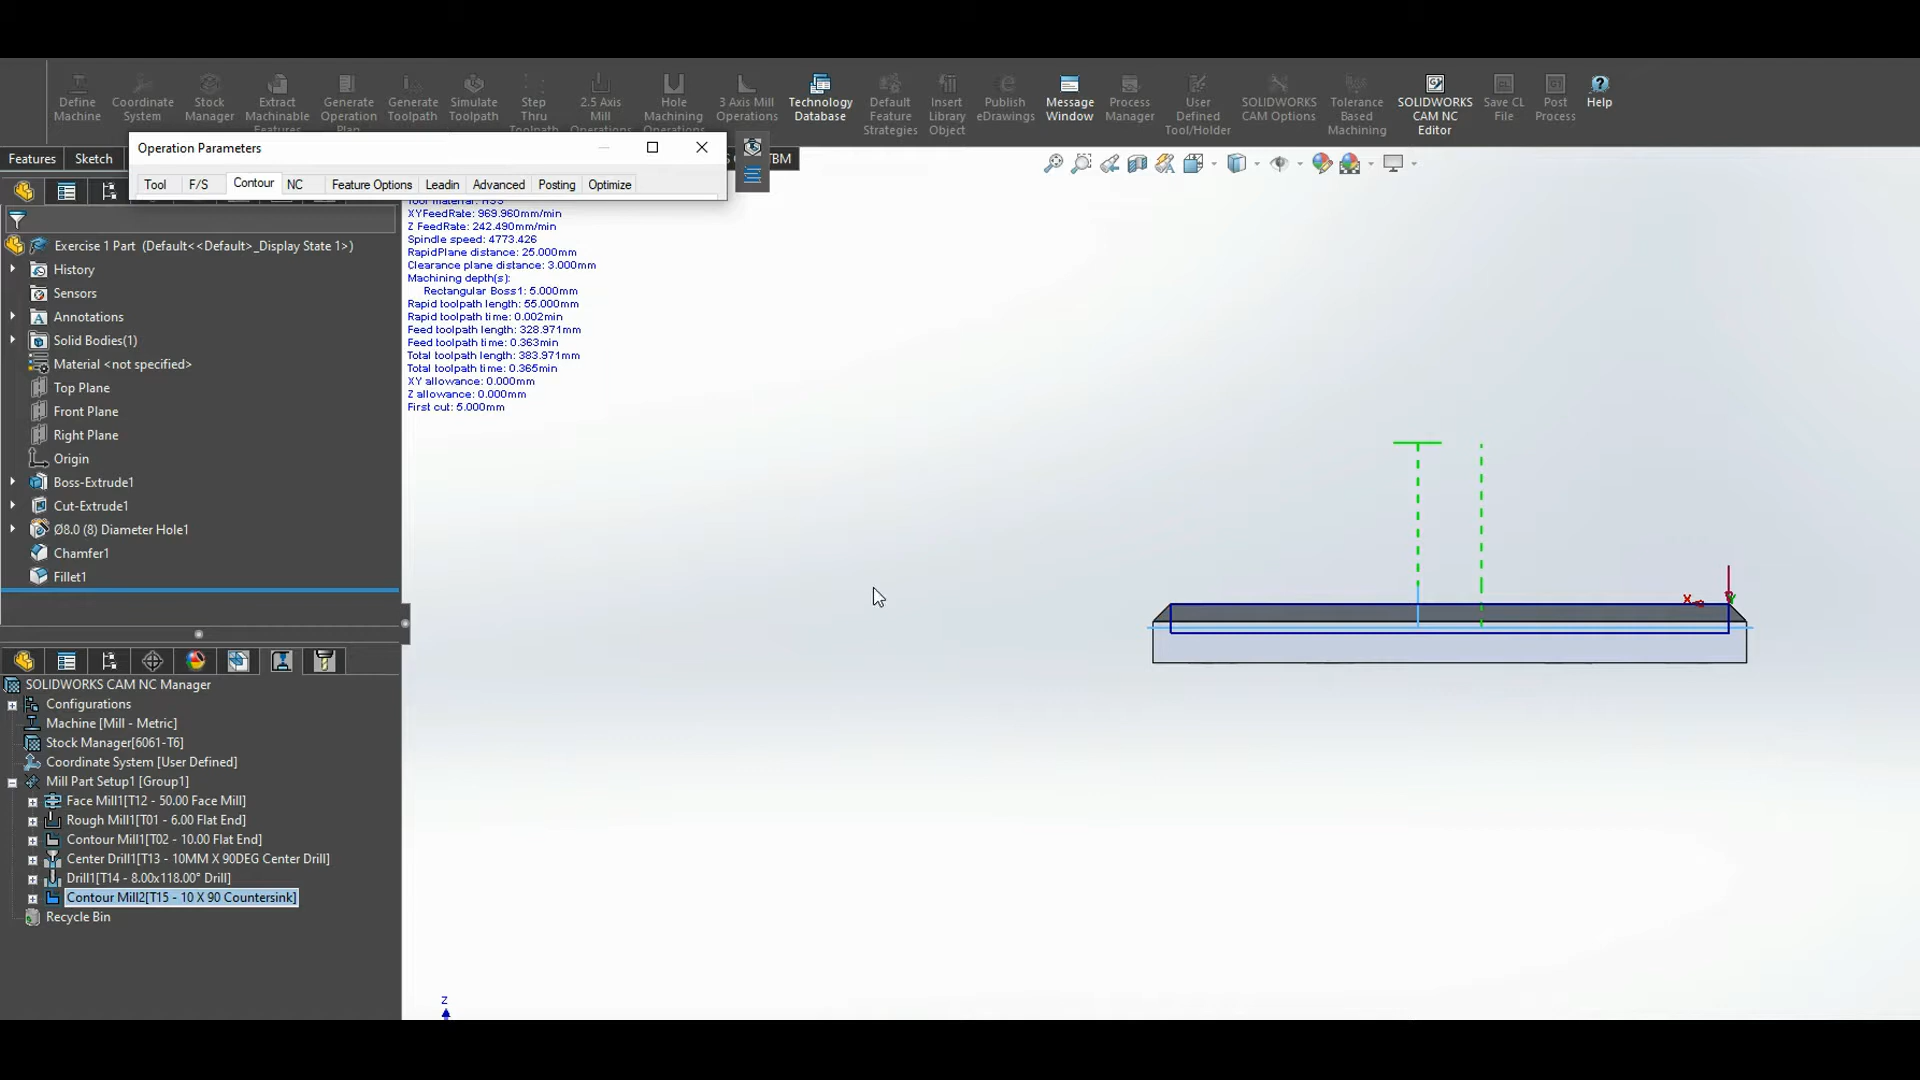 Define Machine
Coordinate System
Stock Manager
Extract Machinable
Generate Operation
Generate Toolpath
Simulate Toolpath
Step Thru
2.5 Axis Mill
Hole Machining
3 Axis Mill Operations
Technology Database
Default Feature Strategies
Insert Library Object
Publish eDrawings
Message Window
Process Manager
User Defined Tool/Holder
SOLIDWORKS CAM Options
Tolerance Based Machining
SOLIDWORKS CAM NC Editor
Save CL File
Post Process
Help
Operation Parameters
Features
Sketch
TBM
Tool
F/S
Contour
NC
Feature Options
Leadin
Advanced
Posting
Optimize
Tool material: HSS
XYFeedRate: 969.960mm/min
Z FeedRate: 242.490mm/min
Spindle speed: 4773.426
RapidPlane distance: 25.000mm
Clearance plane distance: 3.000mm
Machining depth(s):
Rectangular Boss1: 5.000mm
Rapid toolpath length: 55.000mm
Rapid toolpath time: 0.002min
Feed toolpath length: 328.971mm
Feed toolpath time: 0.363min
Total toolpath length: 383.971mm
Total toolpath time: 0.365min
XY allowance: 0.000mm
Z allowance: 0.000mm
First cut: 5.000mm
Exercise 1 Part (Default<<Default>_Display State 1>)
History
Sensors
Annotations
Solid Bodies(1)
Material <not specified>
Top Plane
Front Plane
Right Plane
Origin
Boss-Extrude1
Cut-Extrude1
Ø8.0 (8) Diameter Hole1
Chamfer1
Fillet1
SOLIDWORKS CAM NC Manager
Configurations
Machine [Mill - Metric]
Stock Manager[6061-T6]
Coordinate System [User Defined]
Mill Part Setup1 [Group1]
Face Mill1[T12 - 50.00 Face Mill]
Rough Mill1[T01 - 6.00 Flat End]
Contour Mill1[T02 - 10.00 Flat End]
Center Drill1[T13 - 10MM X 90DEG Center Drill]
Drill1[T14 - 8.00x118.00° Drill]
Contour Mill2[T15 - 10 X 90 Countersink]
Recycle Bin
X
Z